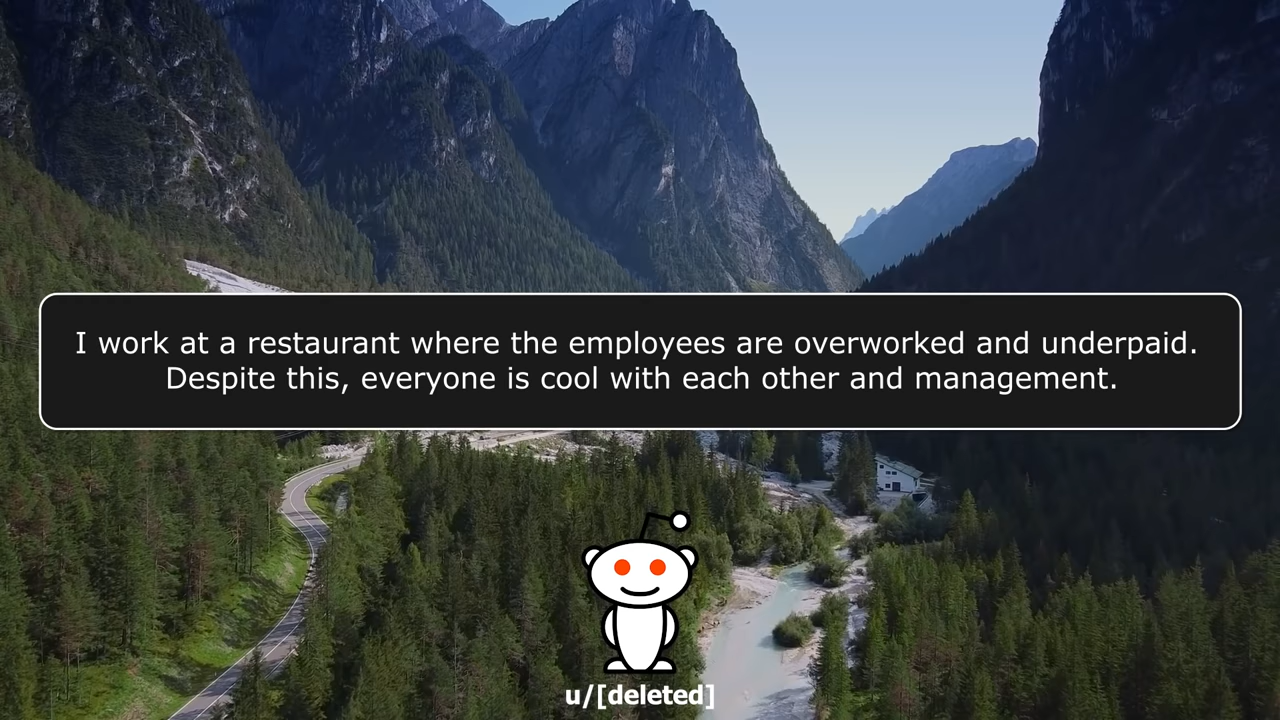 I work at a restaurant where the employees are overworked and underpaid.
Despite this, everyone is cool with each other and management.
u/[deleted]